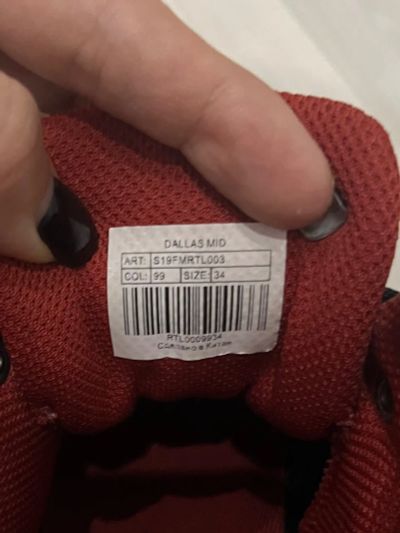 DALLAS MID
ART: S19FMRTL003
COL: 99 SIZE: 34
RTL0009934
Сделано в Китае